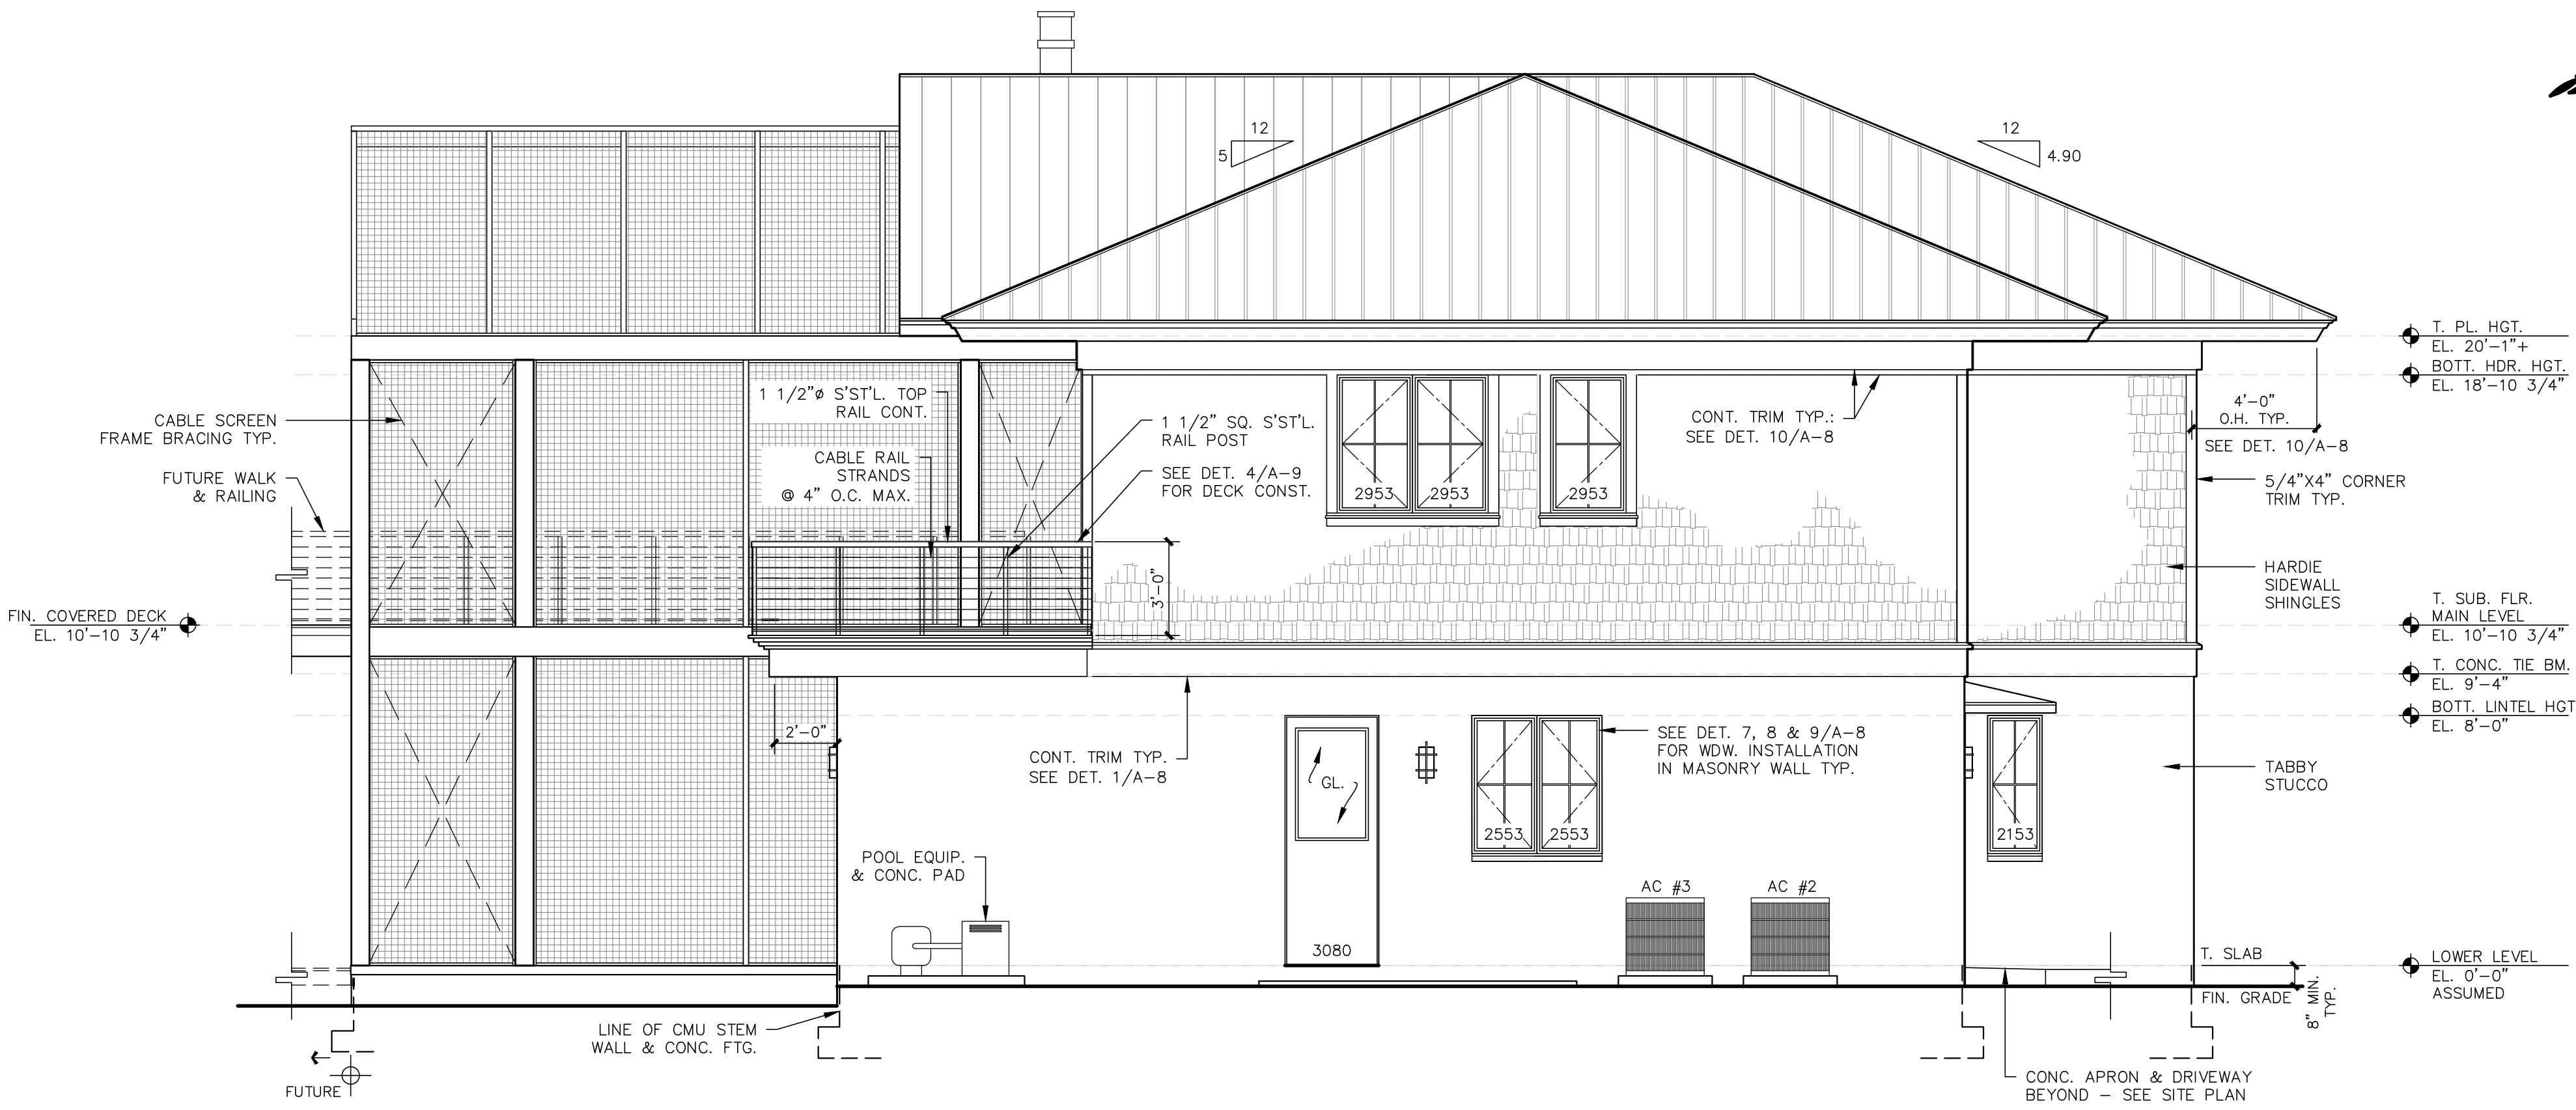 12
5
12
4.90
T. PL. HGT.
EL. 20'-1"+
BOTT. HDR. HGT.
EL. 18'-10 3/4"
4'-0"
O.H. TYP.
SEE DET. 10/A-8
1 1/2"ø S'ST'L. TOP
RAIL CONT.
CABLE SCREEN
FRAME BRACING TYP.
1 1/2" SQ. S'ST'L.
RAIL POST
CONT. TRIM TYP.:
SEE DET. 10/A-8
CABLE RAIL
STRANDS
@ 4" O.C. MAX.
FUTURE WALK
& RAILING
SEE DET. 4/A-9
FOR DECK CONST.
2953
2953
2953
5/4"X4" CORNER
TRIM TYP.
3'-0"
HARDIE
SIDEWALL
SHINGLES
FIN. COVERED DECK
EL. 10'-10 3/4"
T. SUB. FLR.
MAIN LEVEL
EL. 10'-10 3/4"
T. CONC. TIE BM.
EL. 9'-4"
BOTT. LINTEL HGT
EL. 8'-0"
2'-0"
CONT. TRIM TYP.
SEE DET. 1/A-8
GL.
SEE DET. 7, 8 & 9/A-8
FOR WDW. INSTALLATION
IN MASONRY WALL TYP.
TABBY
STUCCO
2553
2553
2153
POOL EQUIP.
& CONC. PAD
AC #3
AC #2
3080
T. SLAB
LOWER LEVEL
EL. 0'-0"
ASSUMED
FIN. GRADE
8" MIN.
TYP.
LINE OF CMU STEM
WALL & CONC. FTG.
FUTURE
CONC. APRON & DRIVEWAY
BEYOND - SEE SITE PLAN